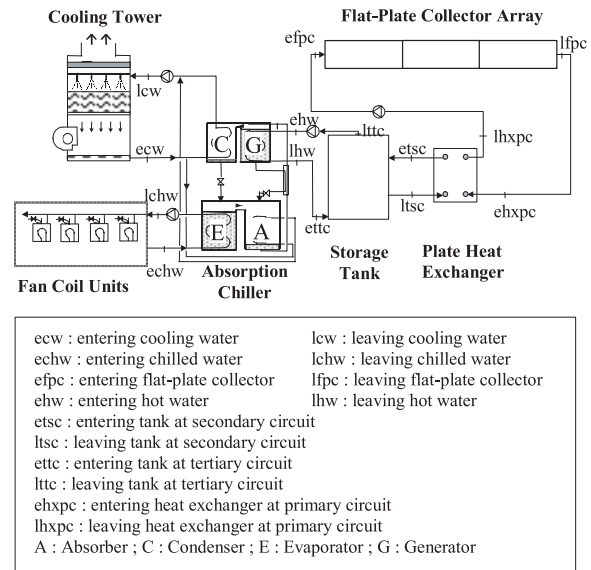 Cooling Tower
Flat-Plate Collector Array
efpc
lfpc
lcw
ehw
lttc
lhxpc
etsc
ecw
C
G
lhw
lchw
ltsc
ehxpc
ettc
E
A
echw
Storage
Tank
Plate Heat
Exchanger
Absorption
Chiller
Fan Coil Units
ecw : entering cooling water
lcw : leaving cooling water
echw : entering chilled water
lchw : leaving chilled water
efpc : entering flat-plate collector
lfpc : leaving flat-plate collector
ehw : entering hot water
lhw : leaving hot water
etsc : entering tank at secondary circuit
ltsc : leaving tank at secondary circuit
ettc : entering tank at tertiary circuit
lttc : leaving tank at tertiary circuit
ehxpc : entering heat exchanger at primary circuit
lhxpc : leaving heat exchanger at primary circuit
A : Absorber ; C : Condenser ; E : Evaporator ; G : Generator